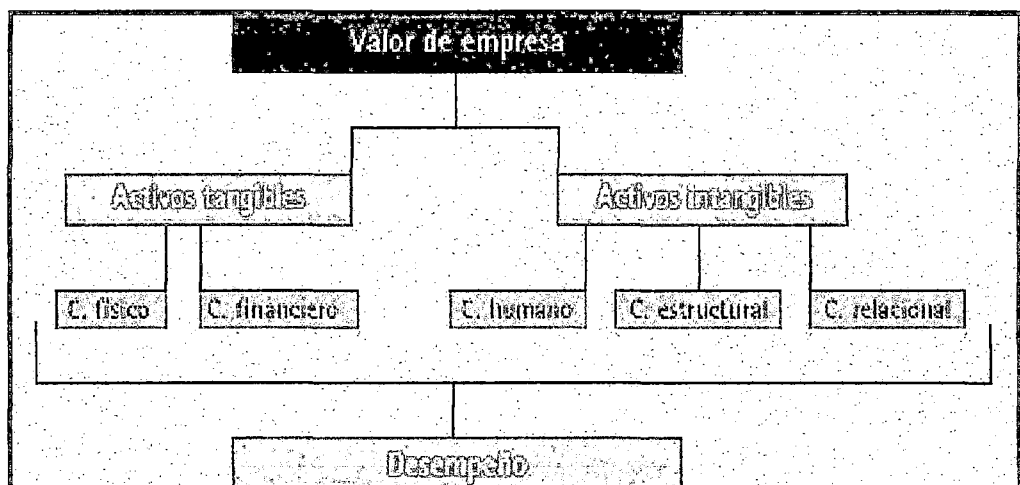 Valor de empresa
Activos tangibles
Activos intangibles
C. físico
C. financiero
C. humano
C. estructural
C. relacional
Desempeño